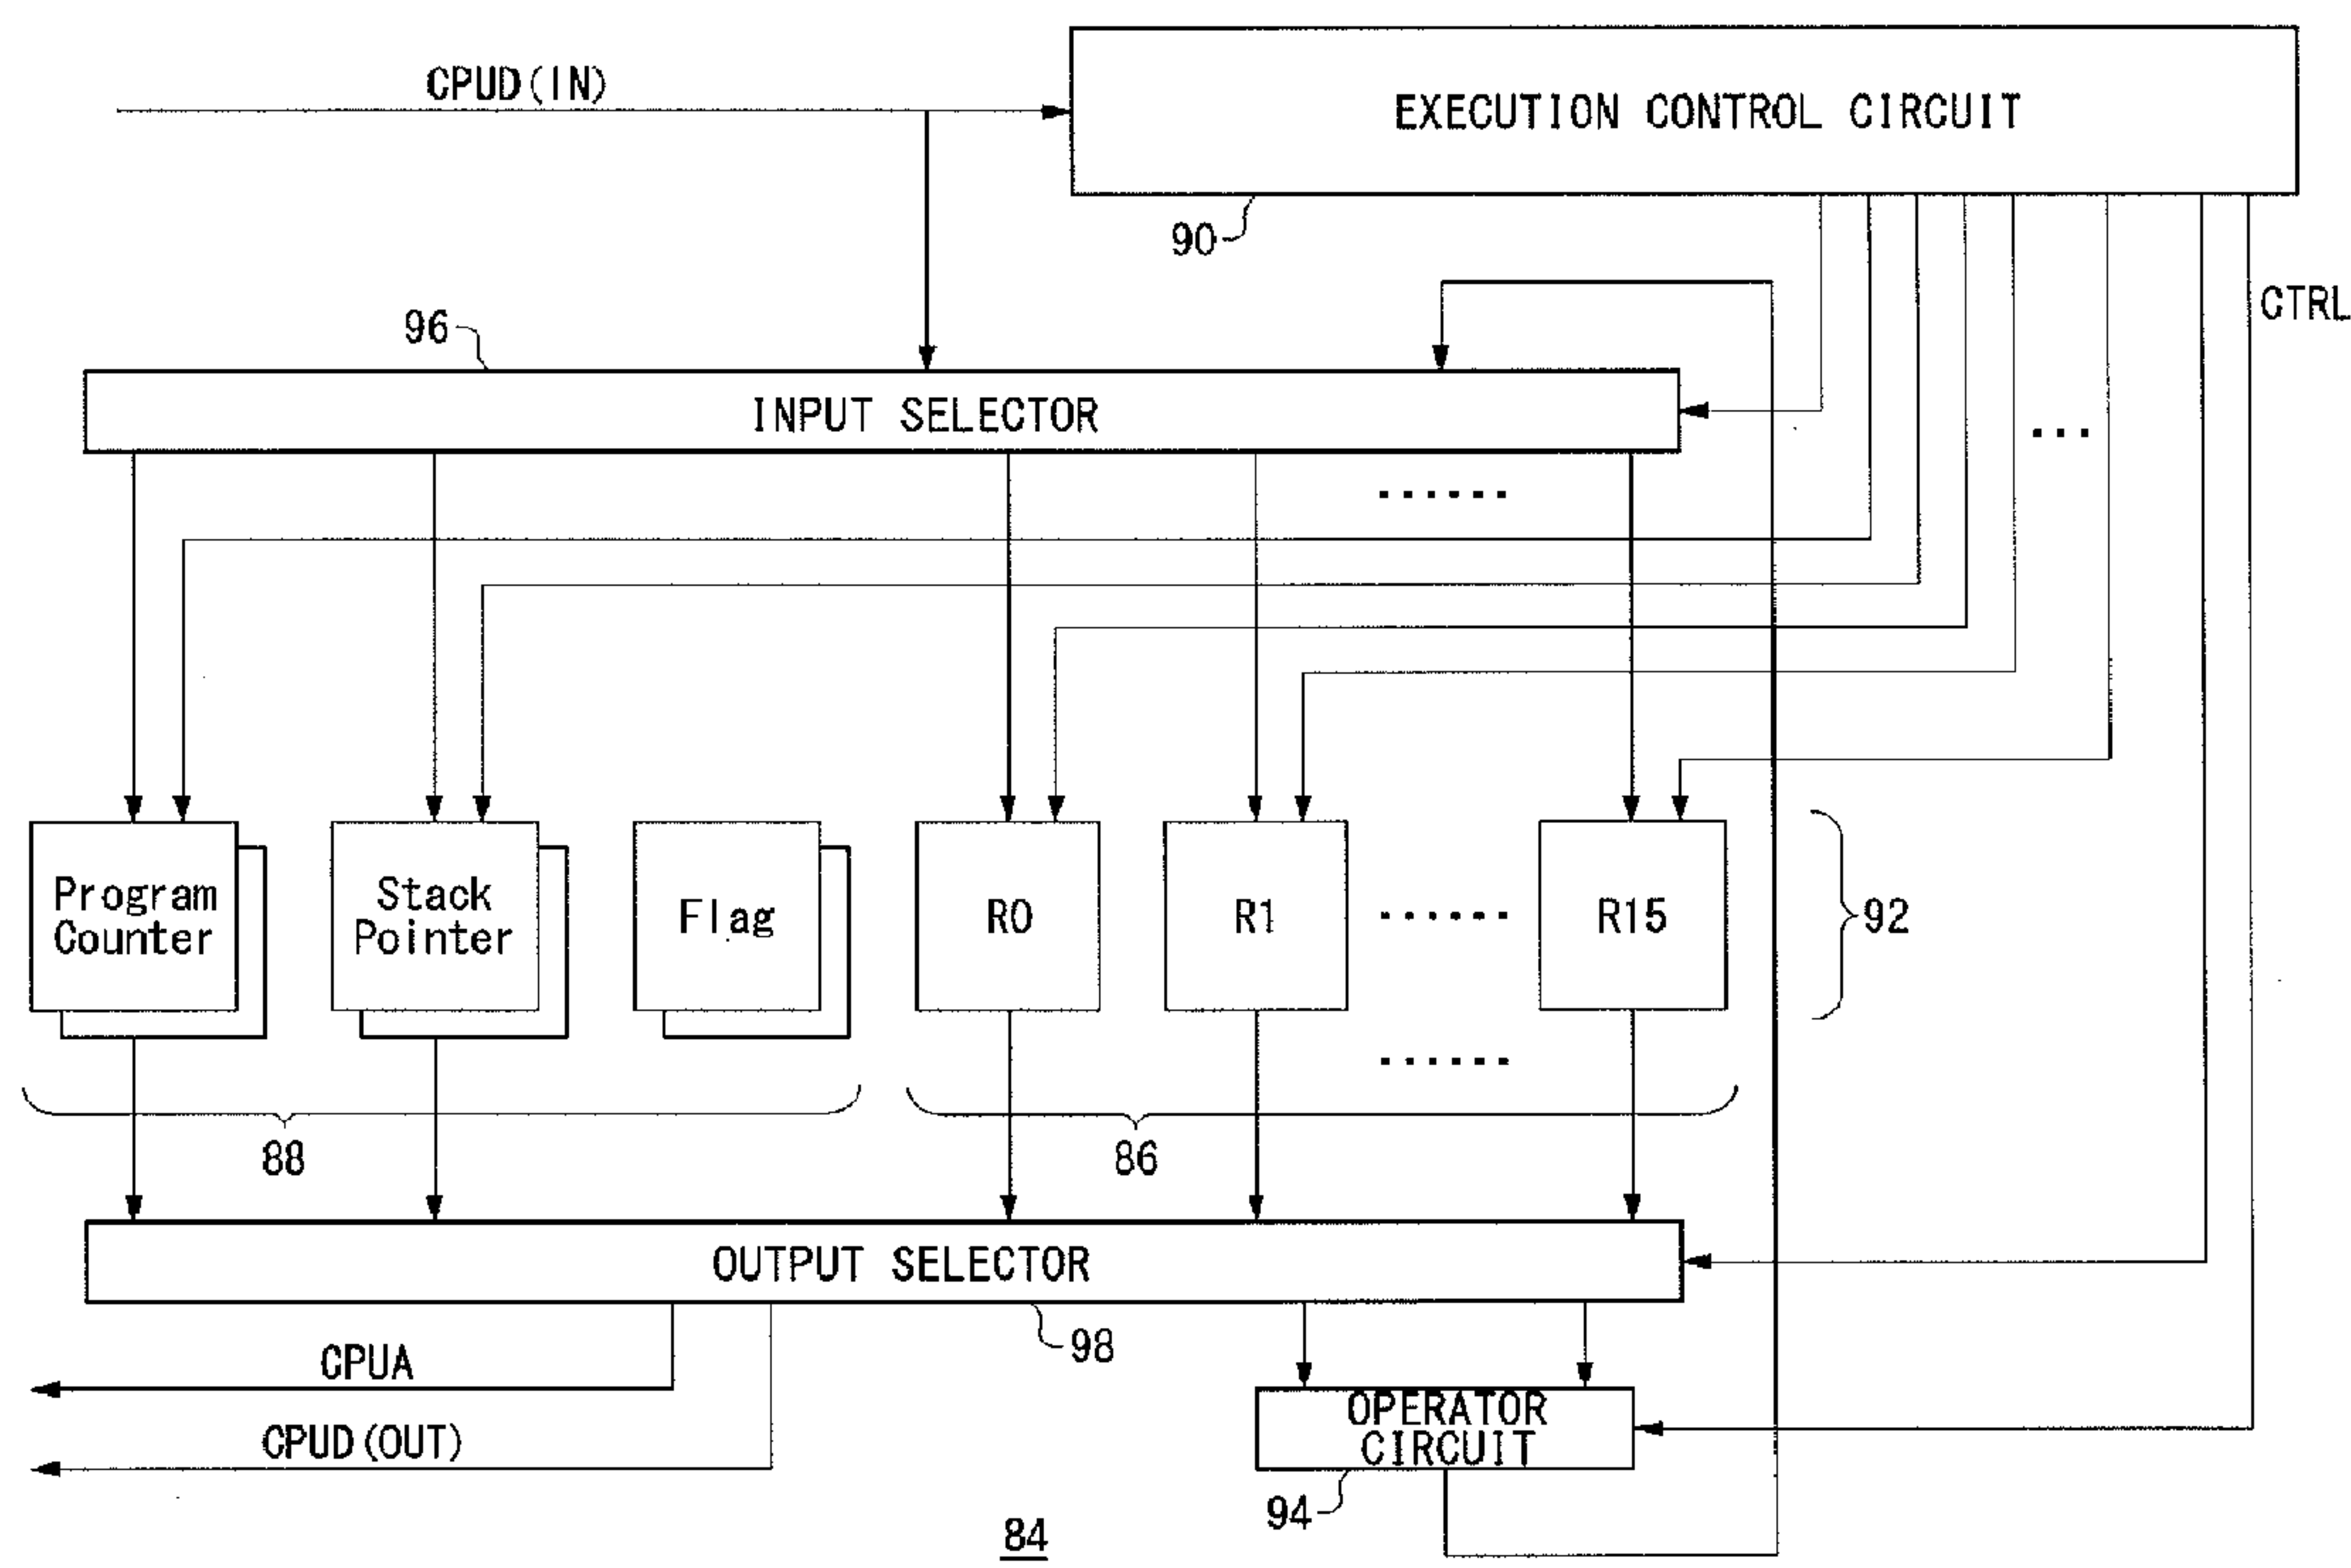 CPUD(IN)
EXECUTION CONTROL CIRCUIT
90
CTRL
96
INPUT SELECTOR
...
......
Program
Counter
Stack
Pointer
Flag
R0
R1
......
R15
92
......
88
86
OUTPUT SELECTOR
98
CPUA
CPUD(OUT)
OPERATOR
CIRCUIT
94
84